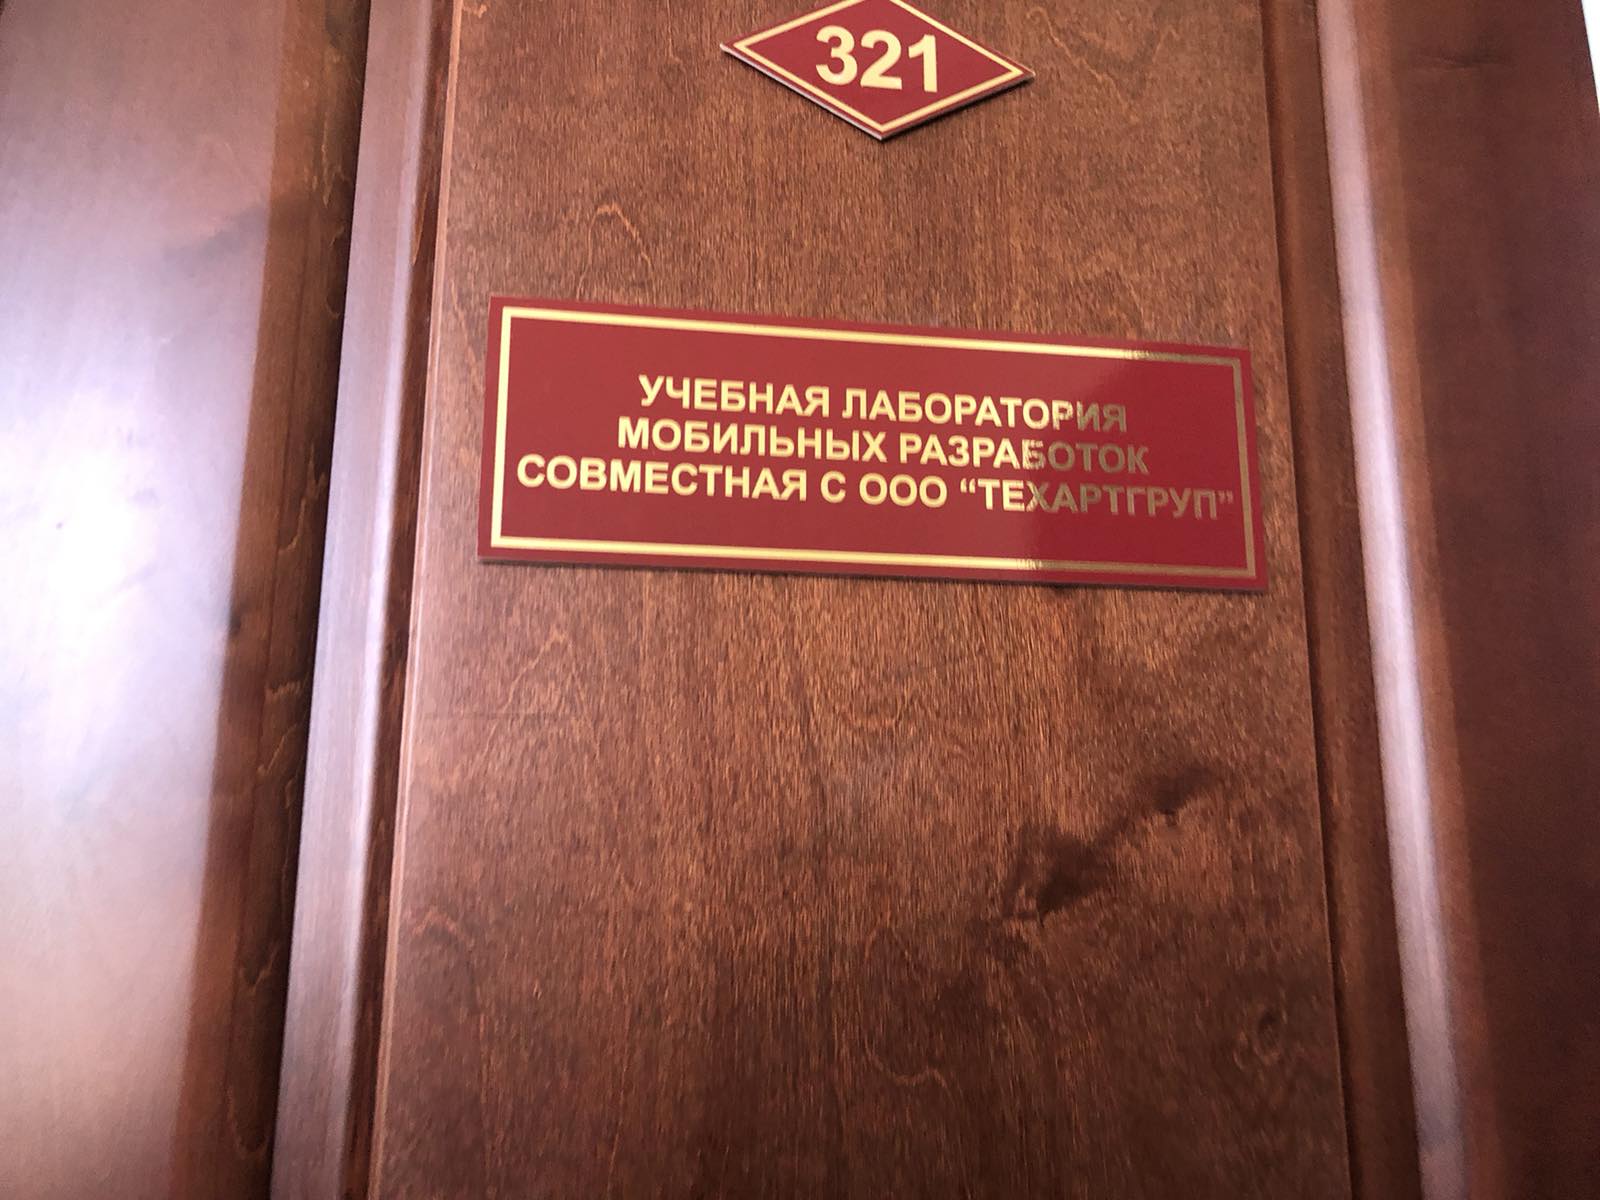 321
УЧЕБНАЯ ЛАБОРАТОРИЯ
МОБИЛЬНЫХ РАЗРАБОТОК
СОВМЕСТНАЯ С ООО “ТЕХАРТГРУП”